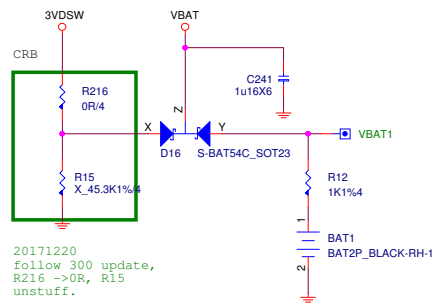 3VDSW
VBAT
CRB
R216
0R/4
C241
1u16X6
Z
X
Y
VBAT1
D16
S-BAT54C_SOT23
R15
X_45.3K1%/4
R12
1K1%4
1
BAT1
BAT2P_BLACK-RH-1
2
20171220
follow 300 update,
R216 ->0R, R15
unstuff.